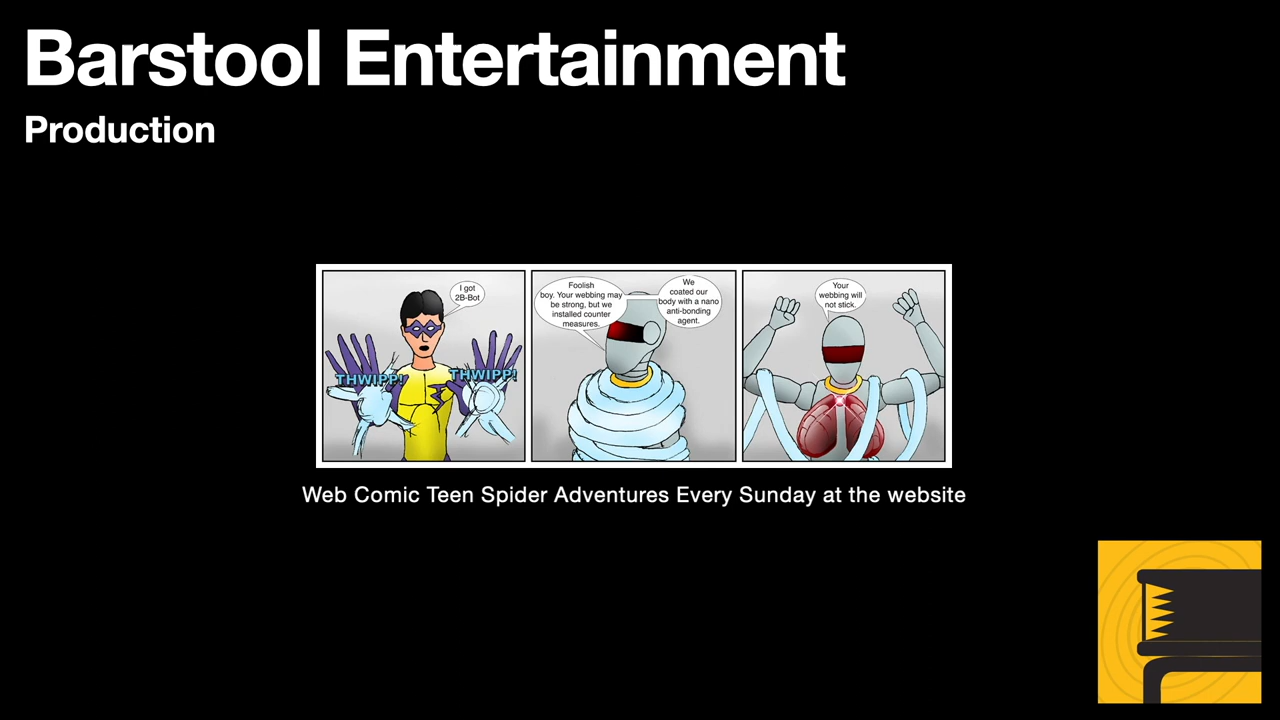 Barstool Entertainment
Production
I got
2B-Bot
THWIPP!
THWIPP!
Foolish
boy. Your webbing may
be strong, but we
installed counter
measures.
We
coated our
body with a nano
anti-bonding
agent.
Your
webbing will
not stick.
Web Comic Teen Spider Adventures Every Sunday at the website